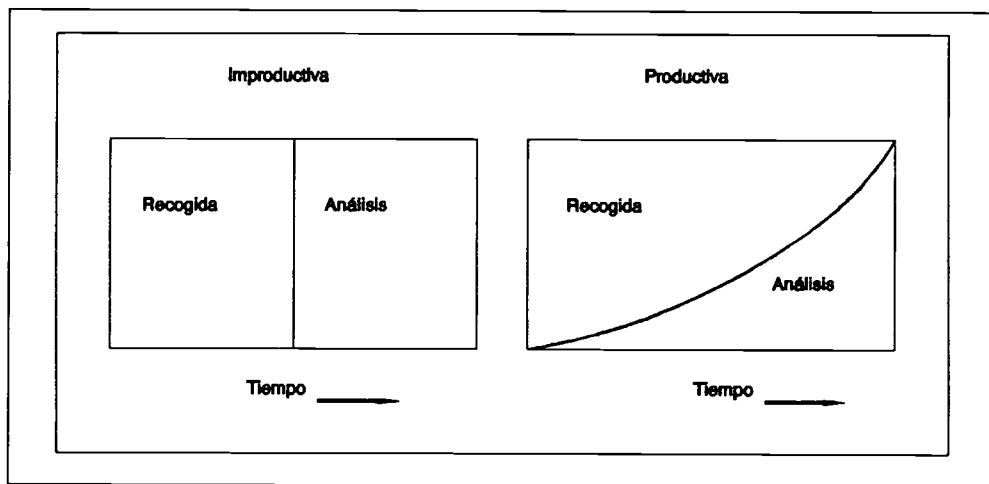 Improductiva
Productiva
Recogida
Análisis
Recogida
Análisis
Tiempo
Tiempo